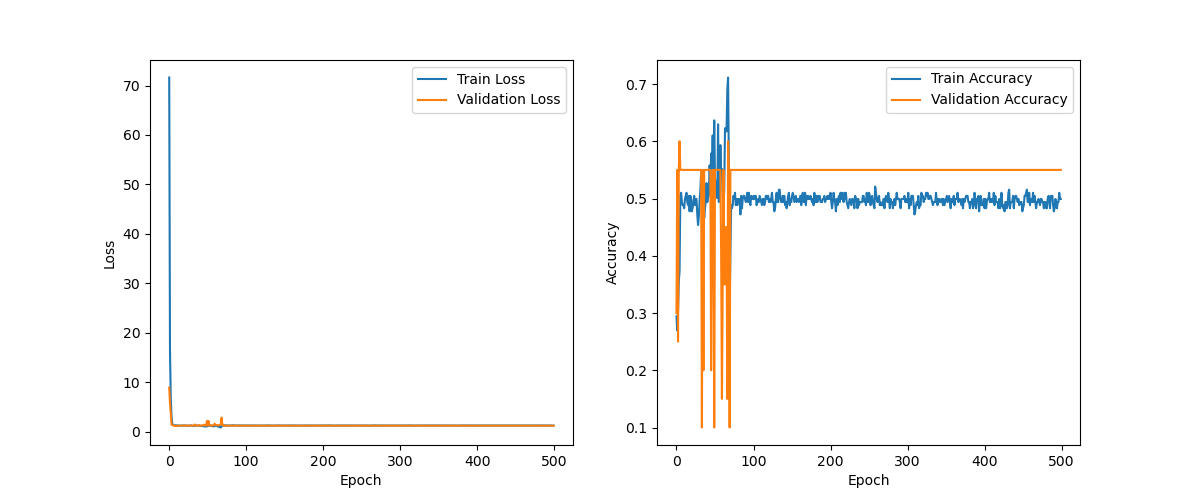 70
60
50
40
30
20
10
0
Loss
0 100 200 300 400 500
Epoch
Train Loss
Validation Loss
0.7
0.6
0.5
0.4
0.3
0.2
0.1
Accuracy
0 100 200 300 400 500
Epoch
Train Accuracy
Validation Accuracy